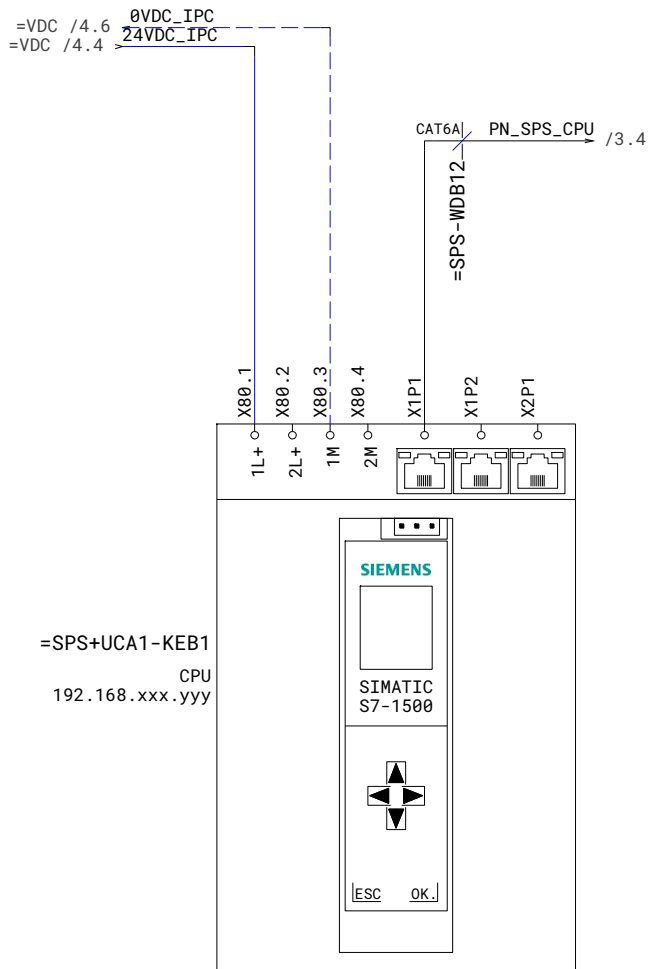 0VDC_IPC
=VDC /4.6
24VDC_IPC
=VDC /4.4
CAT6A
PN_SPS_CPU
/3.4
=SPS-WDB12
X80.1
X80.2
X80.3
X80.4
X1P1
X1P2
X2P1
1L+
2L+
1M
2M
SIEMENS
=SPS+UCA1-KEB1
CPU
192.168.xxx.yyy
SIMATIC
S7-1500
ESC
OK.